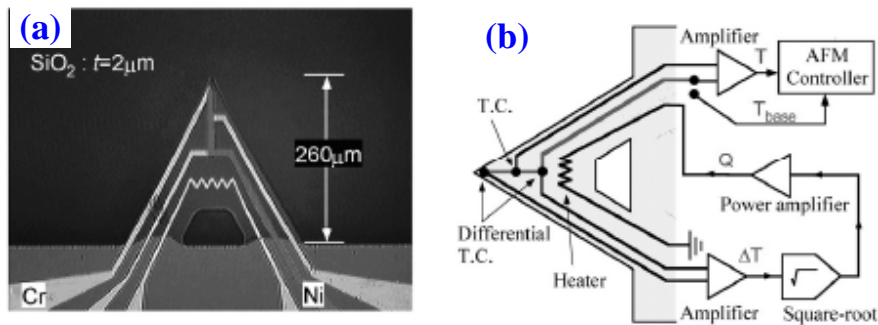 (a)
SiO₂ : t=2μm
260μm
Cr
Ni
(b)
Amplifier
T
AFM
Controller
T.C.
Tbase
Q
Power amplifier
Differential
T.C.
Heater
ΔT
√
Amplifier
Square-root